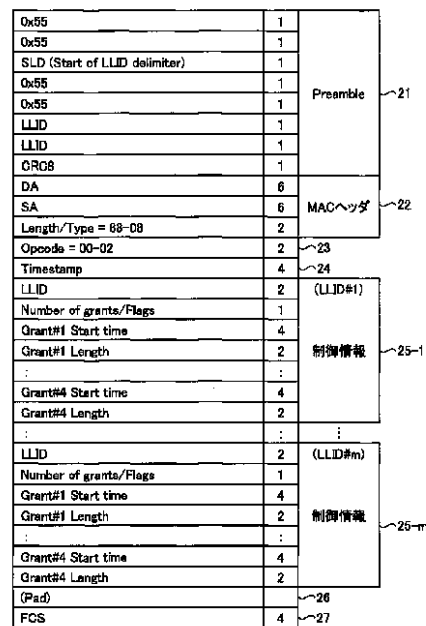 0x55 1
0x55 1
SLD (Start of LLID delimiter) 1
0x55 1
0x55 1 Preamble 21
LLID 1
LLID 1
CRC8 1
DA 6
SA 6 MACヘッダ 22
Length/Type = 88-08 2
Opcode = 00-02 2 23
Timestamp 4 24
LLID 2 (LLID#1)
Number of grants/Flags 1
Grant#1 Start time 4
Grant#1 Length 2 制御情報 25-1
: :
Grant#4 Start time 4
Grant#4 Length 2
: : :
LLID 2 (LLID#m)
Number of grants/Flags 1
Grant#1 Start time 4
Grant#1 Length 2 制御情報
: : 25-m
Grant#4 Start time 4
Grant#4 Length 2
(Pad) 26
FCS 4 27